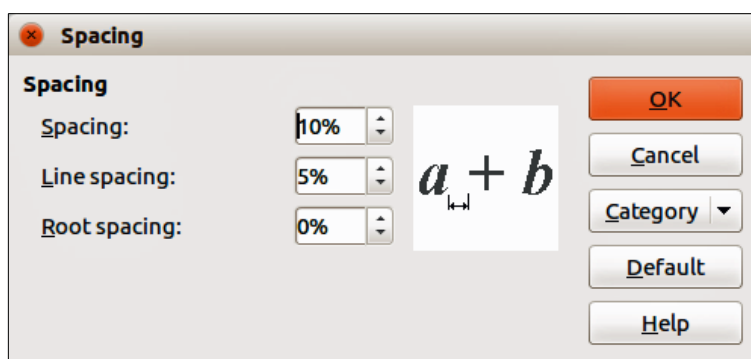 Spacing
Spacing
Spacing: 10%
Line spacing: 5%
Root spacing: 0%
a + b
OK
Cancel
Category
Default
Help